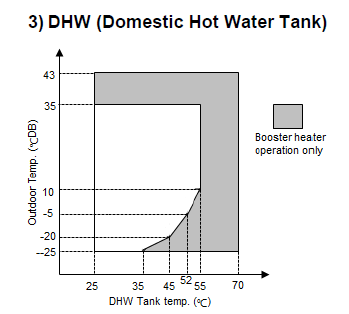 3) DHW (Domestic Hot Water Tank)
43
35
10
-5
-20
--25
Outdoor Temp. (℃DB)
25 35 45 52 55 70
DHW Tank temp. (℃)
Booster heater
operation only